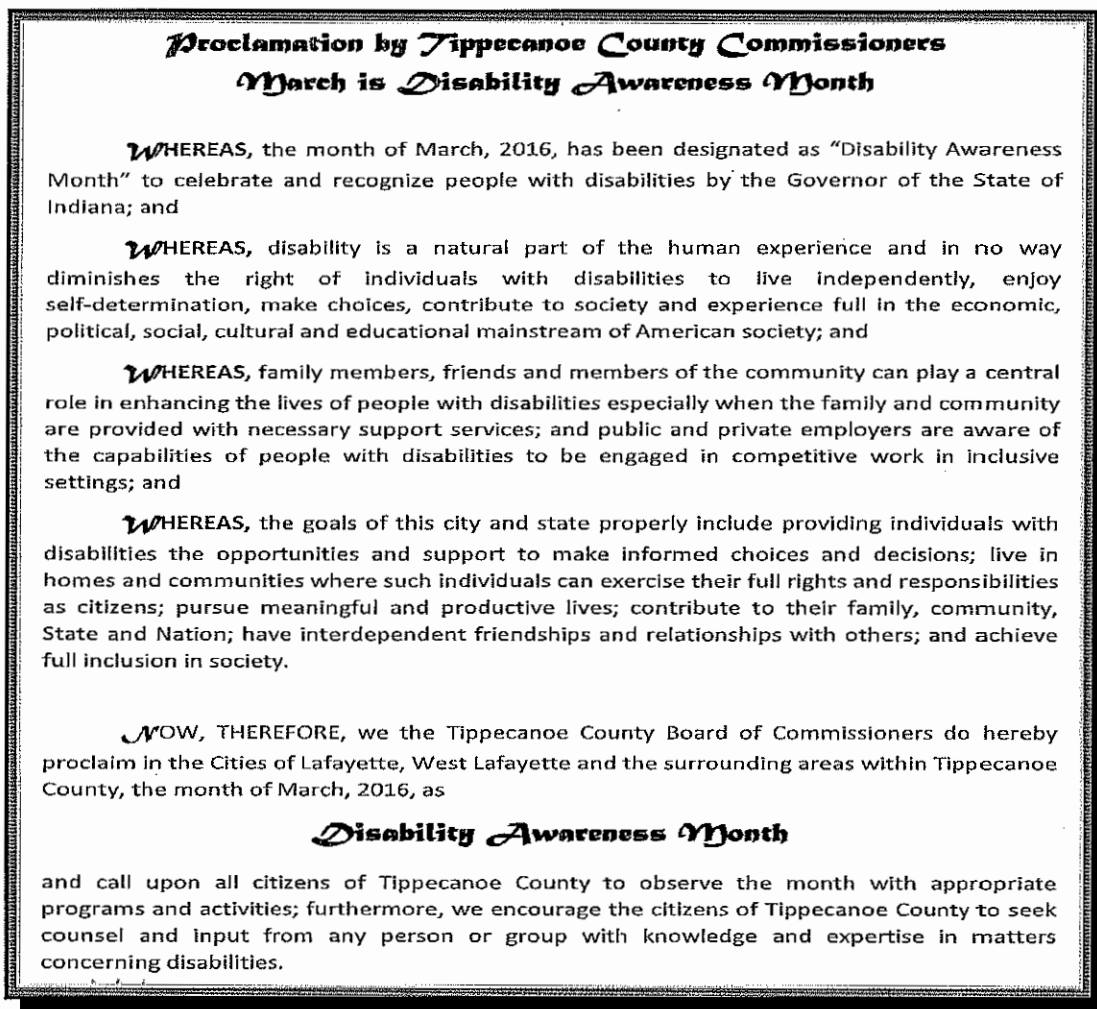 Proclamation by Tippecanoe County Commissioners
March is Disability Awareness Month
WHEREAS, the month of March, 2016, has been designated as "Disability Awareness
Month" to celebrate and recognize people with disabilities by the Governor of the State of
Indiana; and
WHEREAS, disability is a natural part of the human experience and in no way
diminishes the right of individuals with disabilities to live independently, enjoy
self-determination, make choices, contribute to society and experience full in the economic,
political, social, cultural and educational mainstream of American society; and
WHEREAS, family members, friends and members of the community can play a central
role in enhancing the lives of people with disabilities especially when the family and community
are provided with necessary support services; and public and private employers are aware of
the capabilities of people with disabilities to be engaged in competitive work in inclusive
settings; and
WHEREAS, the goals of this city and state properly include providing individuals with
disabilities the opportunities and support to make informed choices and decisions; live in
homes and communities where such individuals can exercise their full rights and responsibilities
as citizens; pursue meaningful and productive lives; contribute to their family, community,
State and Nation; have interdependent friendships and relationships with others; and achieve
full inclusion in society.
NOW, THEREFORE, we the Tippecanoe County Board of Commissioners do hereby
proclaim in the Cities of Lafayette, West Lafayette and the surrounding areas within Tippecanoe
County, the month of March, 2016, as
Disability Awareness Month
and call upon all citizens of Tippecanoe County to observe the month with appropriate
programs and activities; furthermore, we encourage the citizens of Tippecanoe County to seek
counsel and input from any person or group with knowledge and expertise in matters
concerning disabilities.